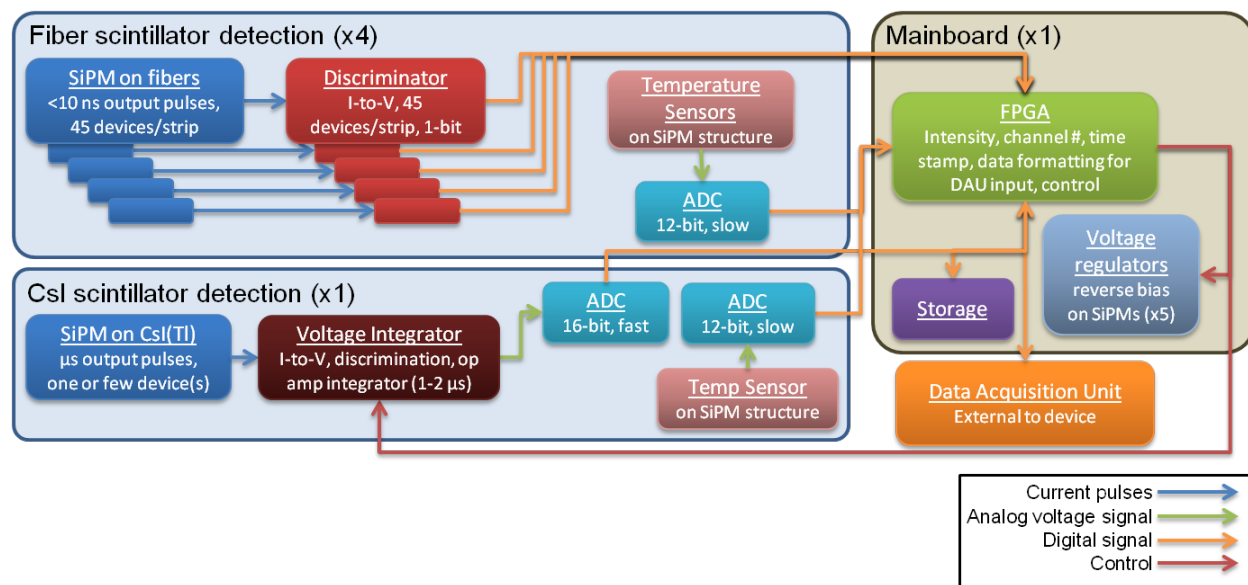 Fiber scintillator detection (x4)
SiPM on fibers
<10 ns output pulses,
45 devices/strip
Discriminator
I-to-V, 45
devices/strip, 1-bit
Temperature
Sensors
on SiPM structure
ADC
12-bit, slow
Mainboard (x1)
FPGA
Intensity, channel #, time
stamp, data formatting for
DAU input, control
Voltage
regulators
reverse bias
on SiPMs (x5)
Storage
CsI scintillator detection (x1)
SiPM on CsI(Tl)
µs output pulses,
one or few device(s)
Voltage Integrator
I-to-V, discrimination, op
amp integrator (1-2 µs)
ADC
16-bit, fast
ADC
12-bit, slow
Temp Sensor
on SiPM structure
Data Acquisition Unit
External to device
Current pulses
Analog voltage signal
Digital signal
Control